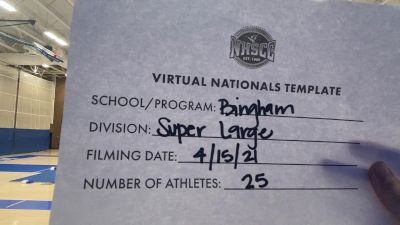 NHSCC
EST. 1980
VIRTUAL NATIONALS TEMPLATE
SCHOOL/PROGRAM: Bingham
DIVISION: Super Large
FILMING DATE: 4/15/21
NUMBER OF ATHLETES: 25